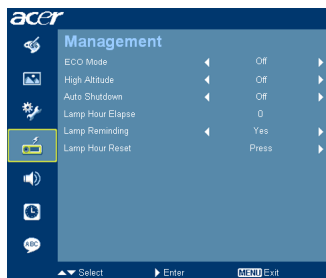 acer
Management
ECO Mode Off
High Altitude Off
Auto Shutdown Off
Lamp Hour Elapse 0
Lamp Reminding Yes
Lamp Hour Reset Press
ABC
Select Enter MENU Exit